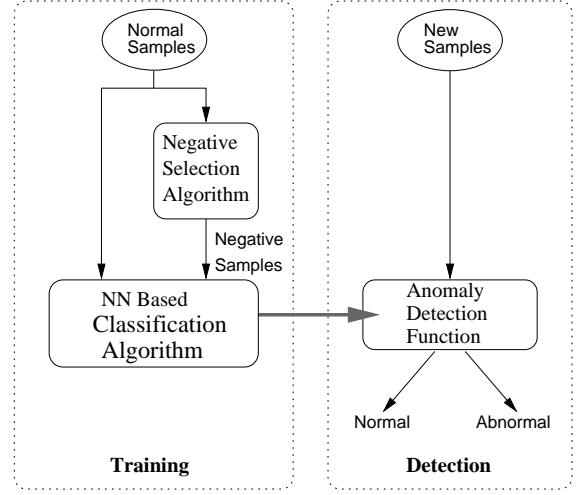 Normal
Samples
Negative
Selection
Algorithm
Negative
Samples
NN Based
Classification
Algorithm
Training
New
Samples
Anomaly
Detection
Function
Normal
Abnormal
Detection